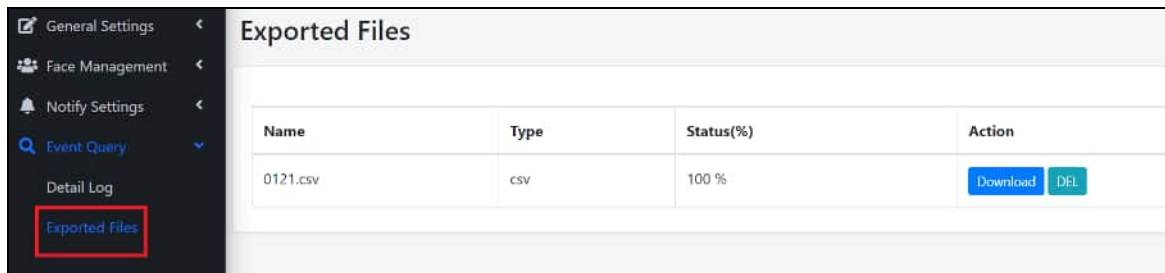 General Settings
Face Management
Notify Settings
Event Query
Detail Log
Exported Files
Exported Files
Name Type Status(%) Action
0121.csv csv 100 % Download DEL